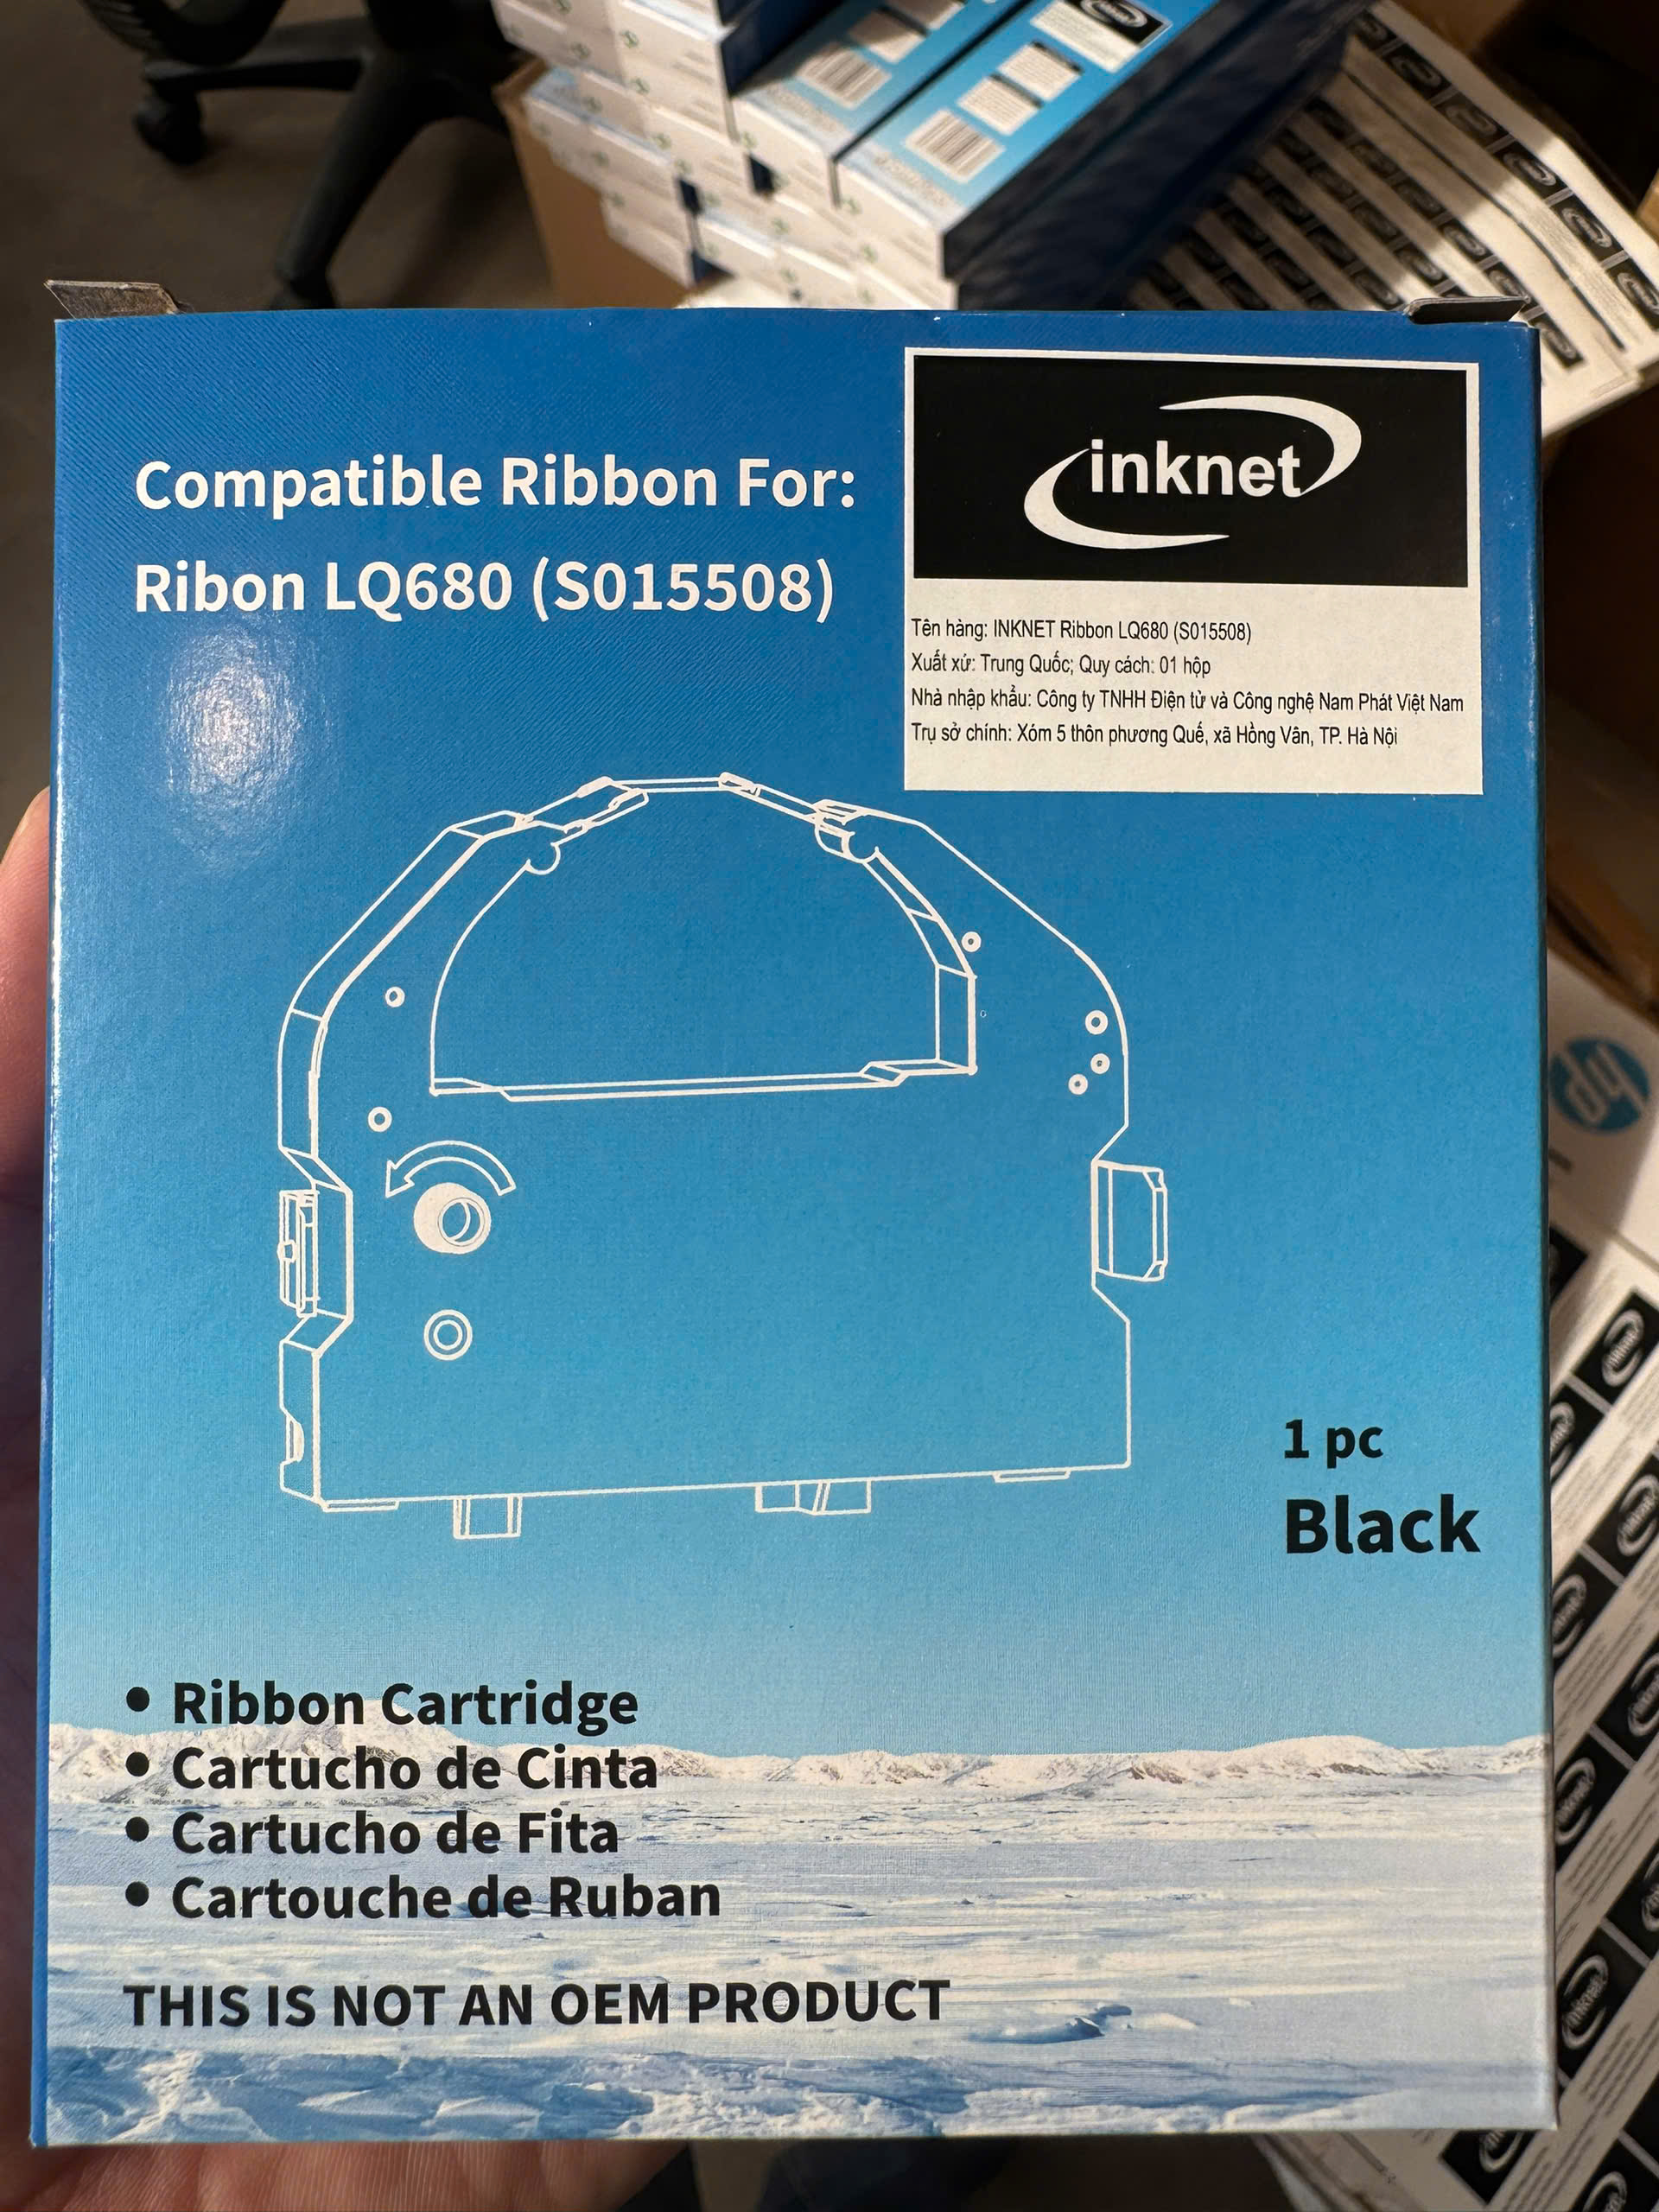 Compatible Ribbon For:
Ribon LQ680 (S015508)
inknet
Tên hàng: INKNET Ribbon LQ680 (S015508)
Xuất xứ: Trung Quốc; Quy cách: 01 hộp
Nhà nhập khẩu: Công ty TNHH Điện tử và Công nghệ Nam Phát Việt Nam
Trụ sở chính: Xóm 5 thôn phương Quế, xã Hồng Vân, TP. Hà Nội
1 pc
Black
• Ribbon Cartridge
• Cartucho de Cinta
• Cartucho de Fita
• Cartouche de Ruban
THIS IS NOT AN OEM PRODUCT
hp